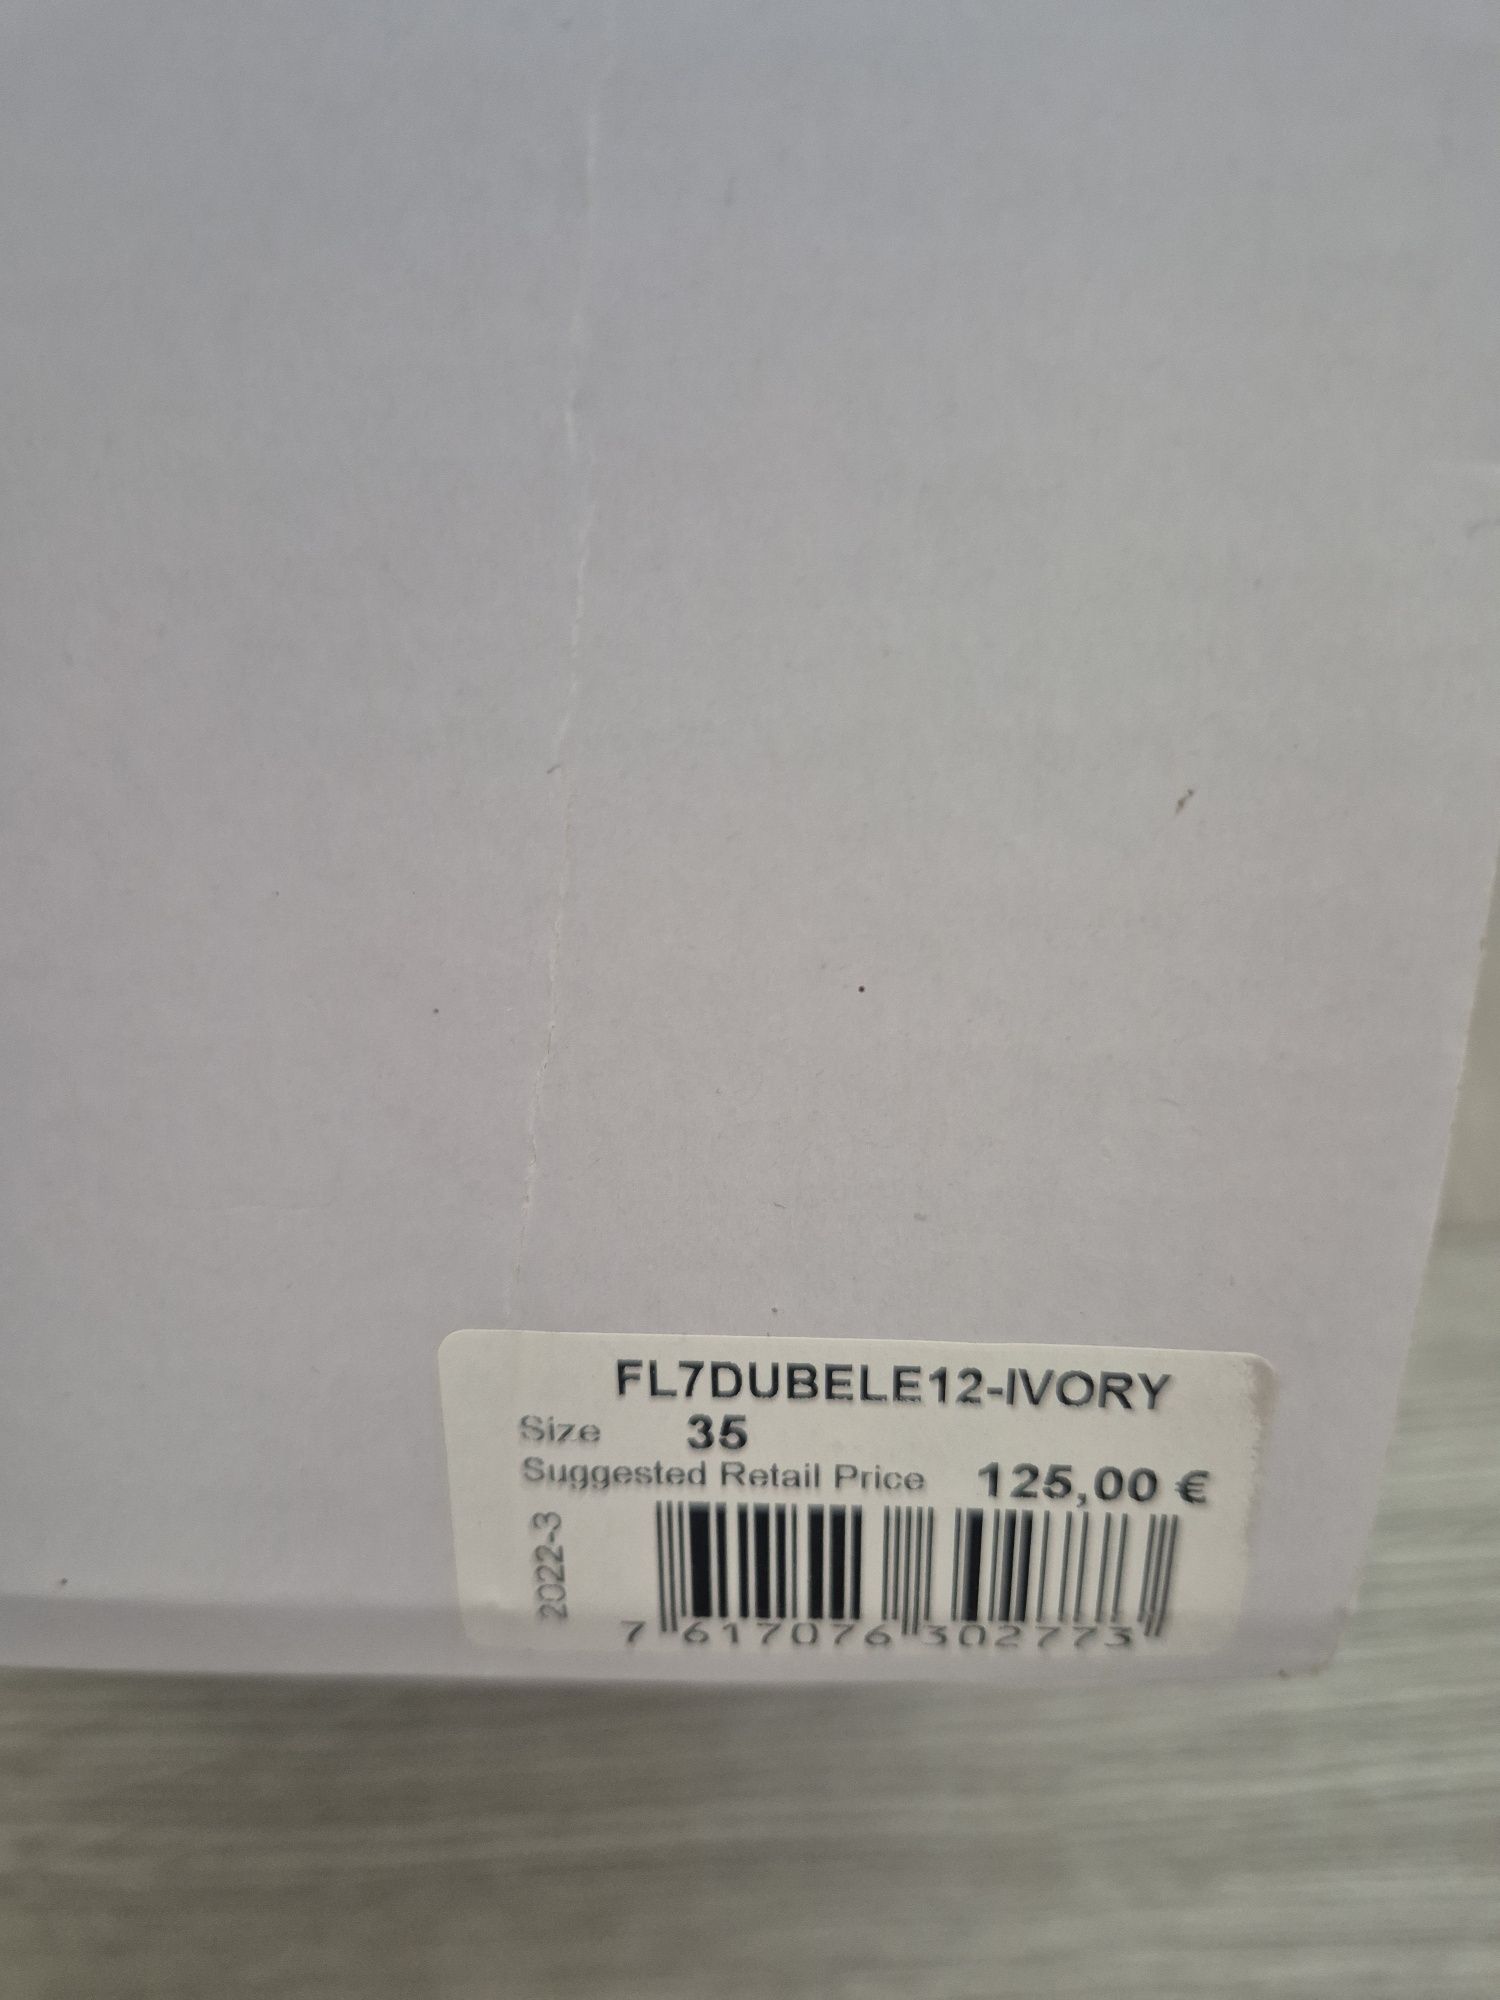 FL7DUBELE12-IVORY
Size 35
Suggested Retail Price 125,00 €
2022-3
7 617076 302773